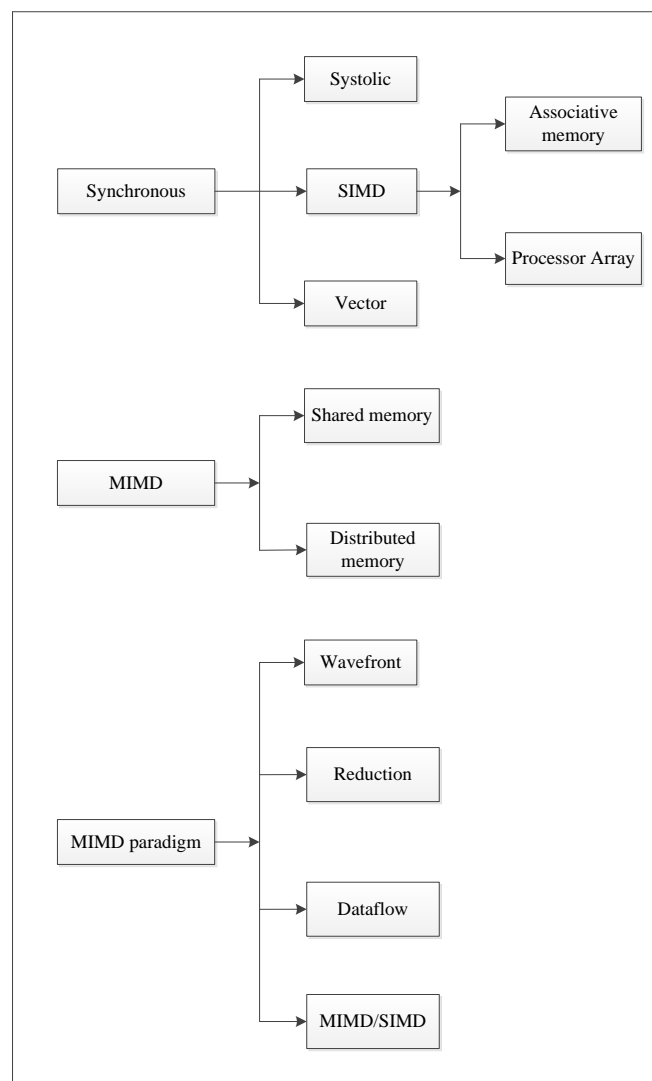 Systolic
Associative
memory
Synchronous
SIMD
Processor Array
Vector
Shared memory
MIMD
Distributed
memory
Wavefront
Reduction
MIMD paradigm
Dataflow
MIMD/SIMD